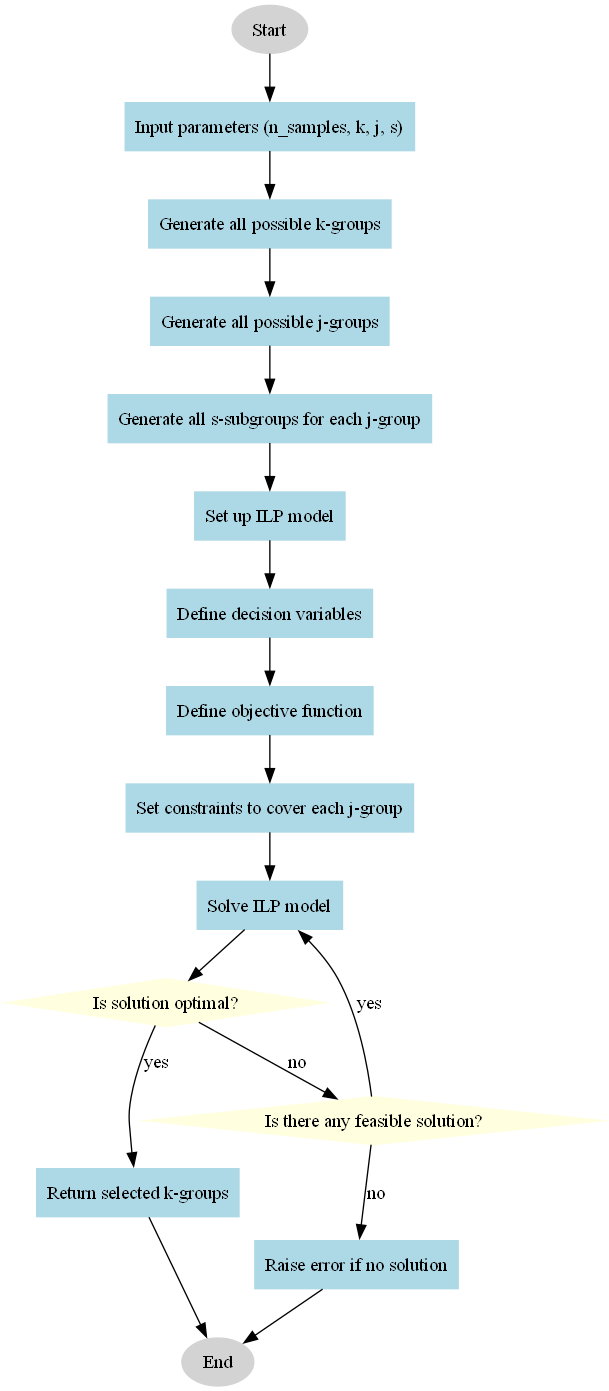 Start
Input parameters (n_samples, k, j, s)
Generate all possible k-groups
Generate all possible j-groups
Generate all s-subgroups for each j-group
Set up ILP model
Define decision variables
Define objective function
Set constraints to cover each j-group
Solve ILP model
Is solution optimal?
yes
yes
no
Is there any feasible solution?
Return selected k-groups
no
Raise error if no solution
End